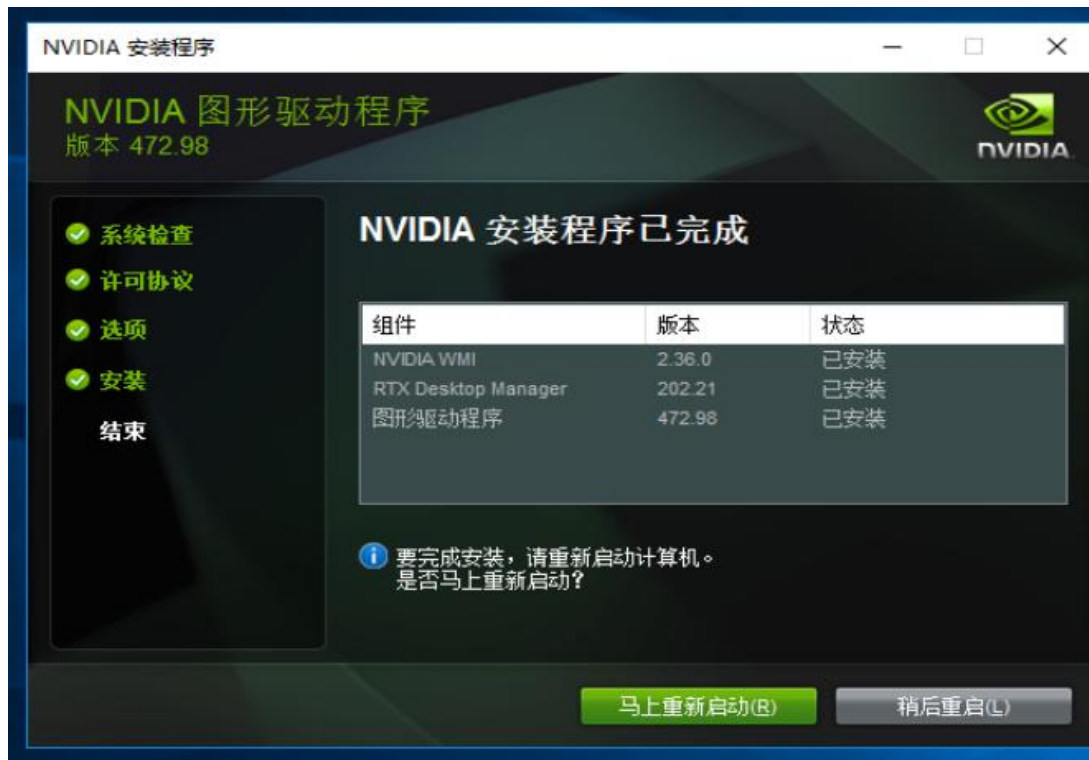 NVIDIA 安装程序
NVIDIA 图形驱动程序
版本 472.98
NVIDIA
系统检查
许可协议
选项
安装
结束
NVIDIA 安装程序已完成
组件 版本 状态
NVIDIA WMI 2.36.0 已安装
RTX Desktop Manager 202.21 已安装
图形驱动程序 472.98 已安装
要完成安装，请重新启动计算机。
是否马上重新启动?
马上重新启动(R) 稍后重启(L)